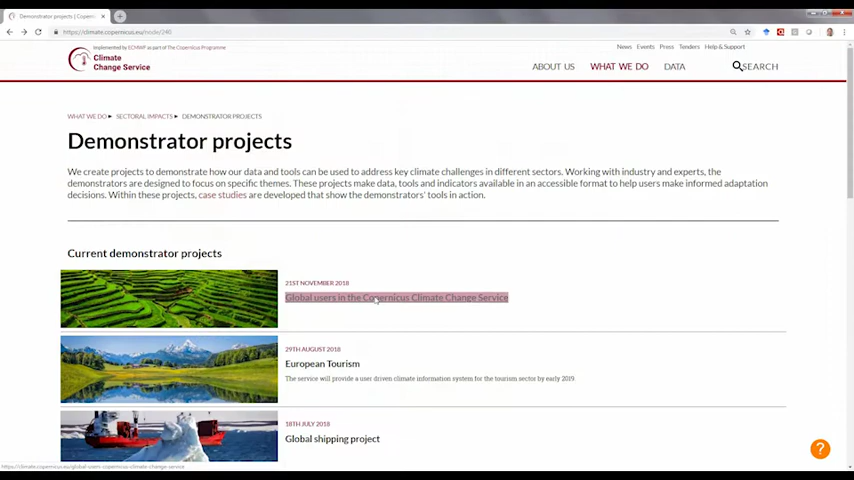 Demonstrator projects | Copern
https://climate.copernicus.eu/node/240
Implemented by ECMWF as part of The Copernicus Programme
Climate
Change Service
News Events Press Tenders Help & Support
ABOUT US WHAT WE DO DATA SEARCH
WHAT WE DO ▶ SECTORAL IMPACTS ▶ DEMONSTRATOR PROJECTS
Demonstrator projects
We create projects to demonstrate how our data and tools can be used to address key climate challenges in different sectors. Working with industry and experts, the
demonstrators are designed to focus on specific themes. These projects make data, tools and indicators available in an accessible format to help users make informed adaptation
decisions. Within these projects, case studies are developed that show the demonstrators' tools in action.
Current demonstrator projects
21ST NOVEMBER 2018
Global users in the Copernicus Climate Change Service
29TH AUGUST 2018
European Tourism
The service will provide a user driven climate information system for the tourism sector by early 2019.
18TH JULY 2018
Global shipping project
?
https://climate.copernicus.eu/global-users-copernicus-climate-change-service